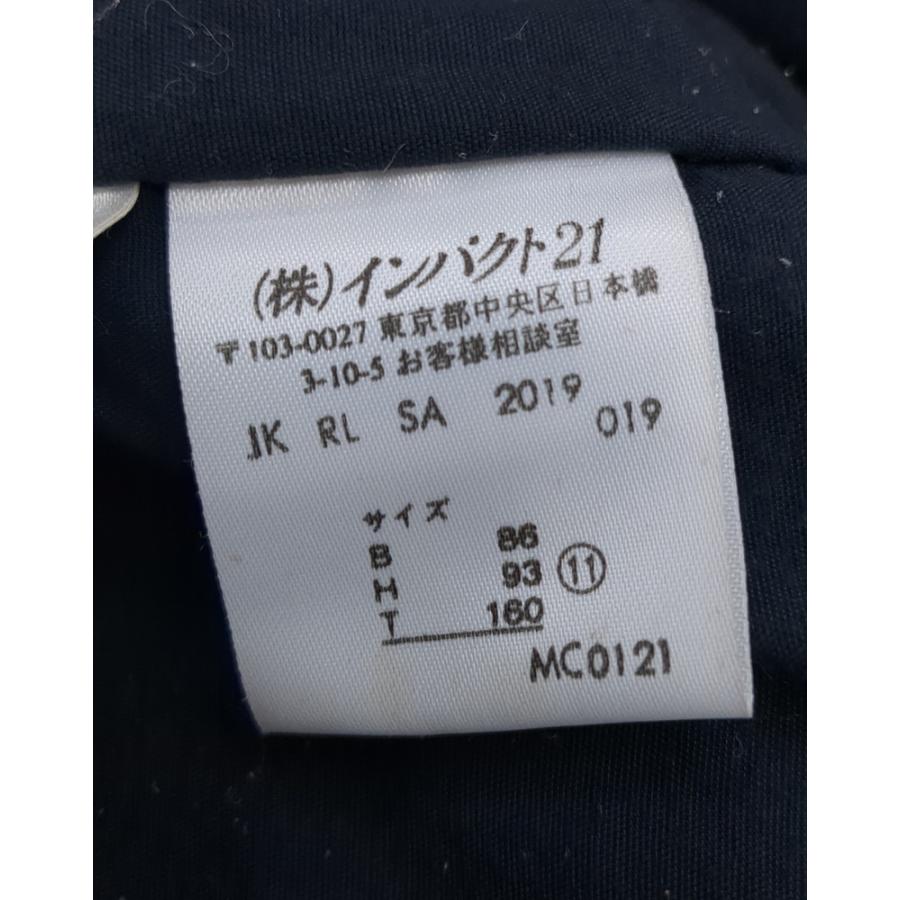 (株)インパクト21
〒103-0027 東京都中央区日本橋
3-10-5 お客様相談室
JK RL SA 2019 019
サイズ
B 86
H 93 ⑪
T 160
MC0121